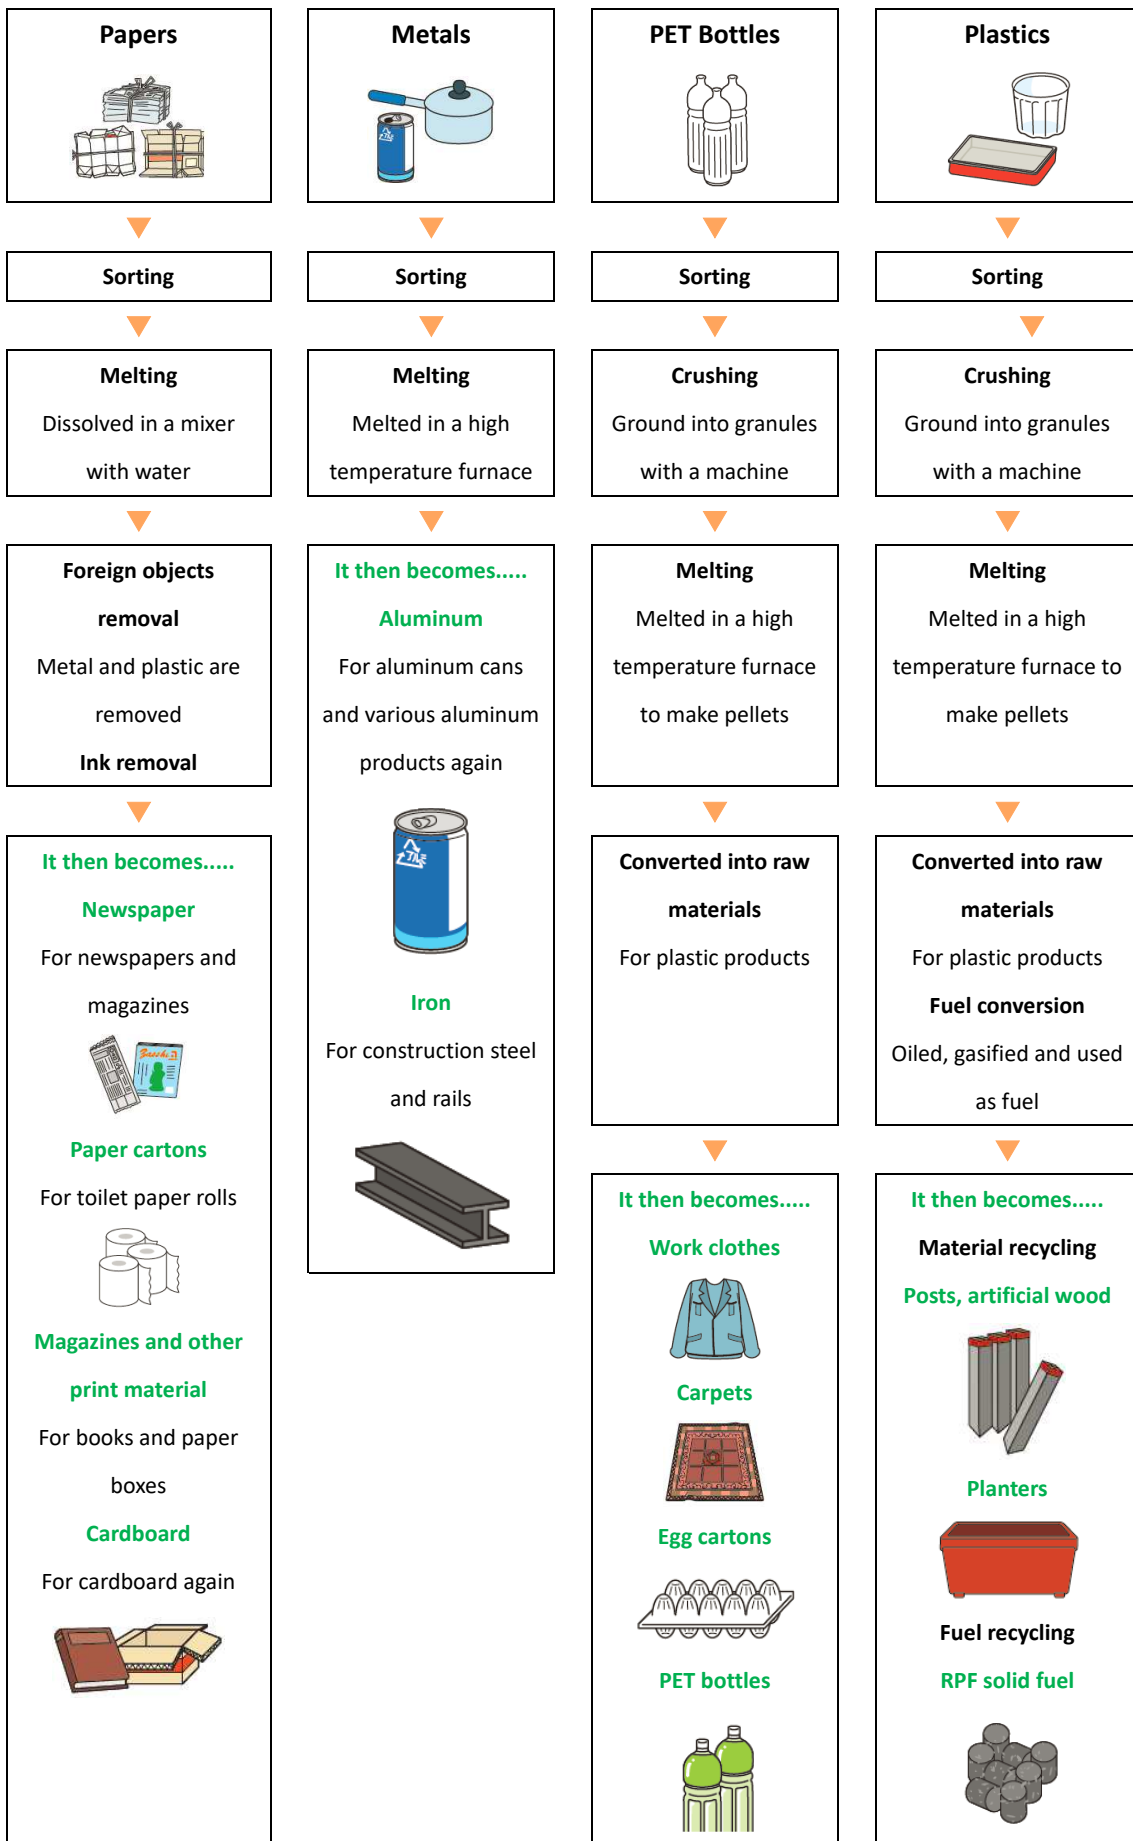 Papers
Sorting
Melting
Dissolved in a mixer
with water
Foreign objects
removal
Metal and plastic are
removed
Ink removal
It then becomes.....
Newspaper
For newspapers and
magazines
Paper cartons
For toilet paper rolls
Magazines and other
print material
For books and paper
boxes
Cardboard
For cardboard again
Metals
Sorting
Melting
Melted in a high
temperature furnace
It then becomes.....
Aluminum
For aluminum cans
and various aluminum
products again
Iron
For construction steel
and rails
PET Bottles
Sorting
Crushing
Ground into granules
with a machine
Melting
Melted in a high
temperature furnace
to make pellets
Converted into raw
materials
For plastic products
It then becomes.....
Work clothes
Carpets
Egg cartons
PET bottles
Plastics
Sorting
Crushing
Ground into granules
with a machine
Melting
Melted in a high
temperature furnace to
make pellets
Converted into raw
materials
For plastic products
Fuel conversion
Oiled, gasified and used
as fuel
It then becomes.....
Material recycling
Posts, artificial wood
Planters
Fuel recycling
RPF solid fuel